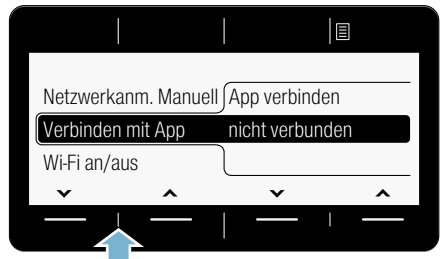 Netzwerkanm. Manuell App verbinden
Verbinden mit App nicht verbunden
Wi-Fi an/aus